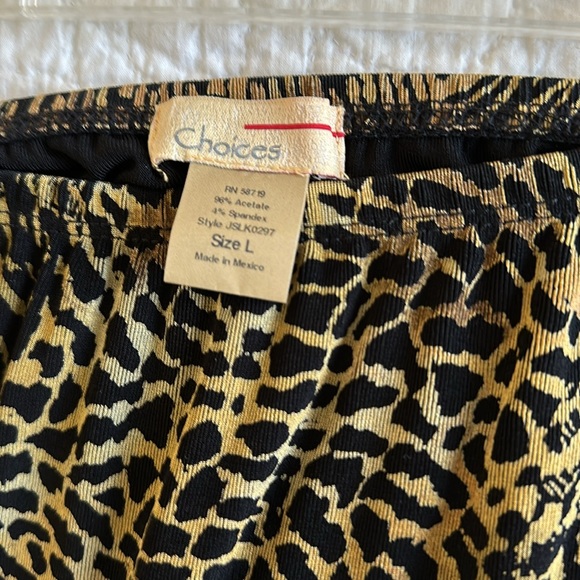 Choices
RN 58719
96% Acetate
4% Spandex
Style JSLK0297
Size L
Made in Mexico